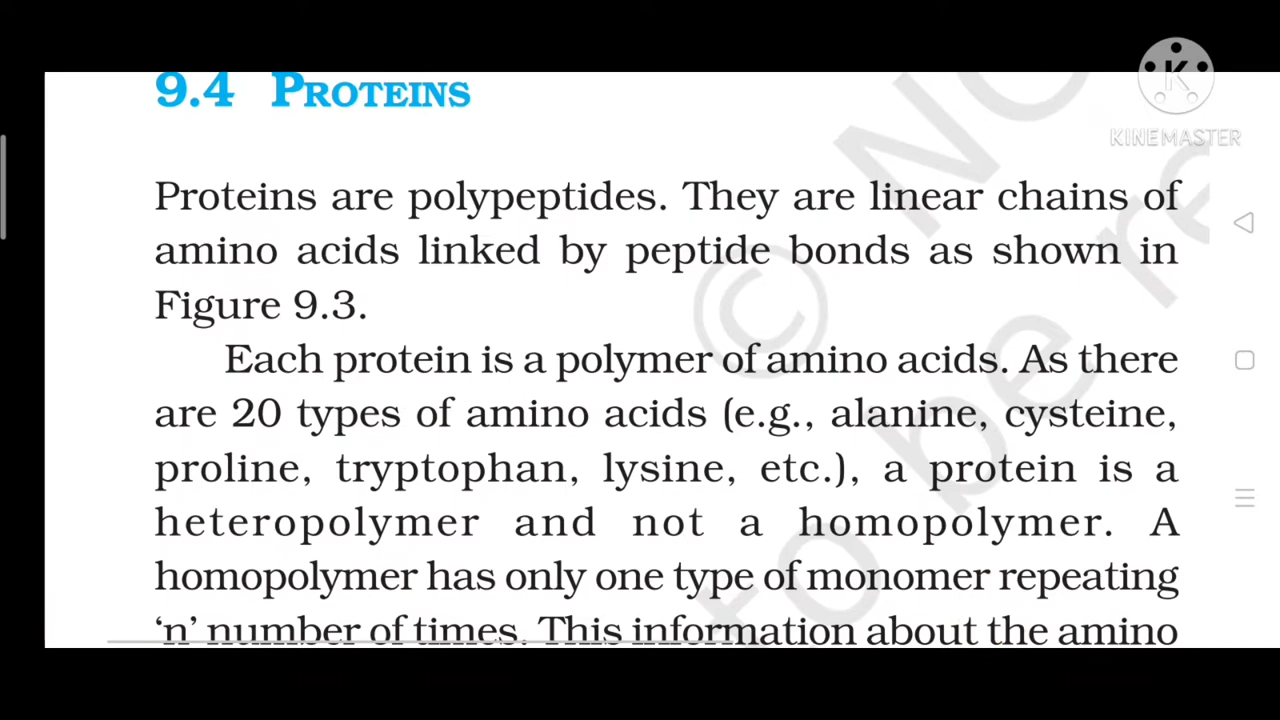 9.4 PROTEINS
KINEMASTER
Proteins are polypeptides. They are linear chains of
amino acids linked by peptide bonds as shown in
Figure 9.3.
Each protein is a polymer of amino acids. As there
are 20 types of amino acids (e.g., alanine, cysteine,
proline, tryptophan, lysine, etc.), a protein is a
heteropolymer and not a homopolymer. A
homopolymer has only one type of monomer repeating
‘n’ number of times. This information about the amino
©
to be re